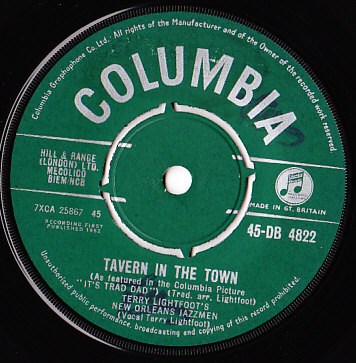 Columbia Graphophone Co. Ltd. All rights of the Manufacturer and of the Owner of the recorded work reserved.
COLUMBIA
HILL & RANGE
(LONDON) LTD.
MECOLICO
BIEM/NCB
7XCA 25867 45
RECORDING FIRST
PUBLISHED 1962
MADE IN GT. BRITAIN
45-DB 4822
TAVERN IN THE TOWN
(As featured in the Columbia Picture
"IT'S TRAD DAD") (Trad. arr. Lightfoot)
TERRY LIGHTFOOT'S
NEW ORLEANS JAZZMEN
(Vocal Terry Lightfoot)
Unauthorised public performance, broadcasting and copying of this record prohibited.